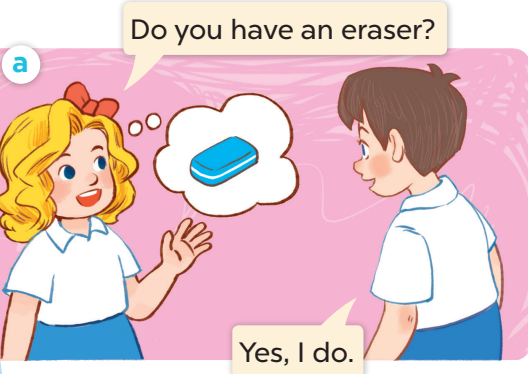 Do you have an eraser?
a
Yes, I do.